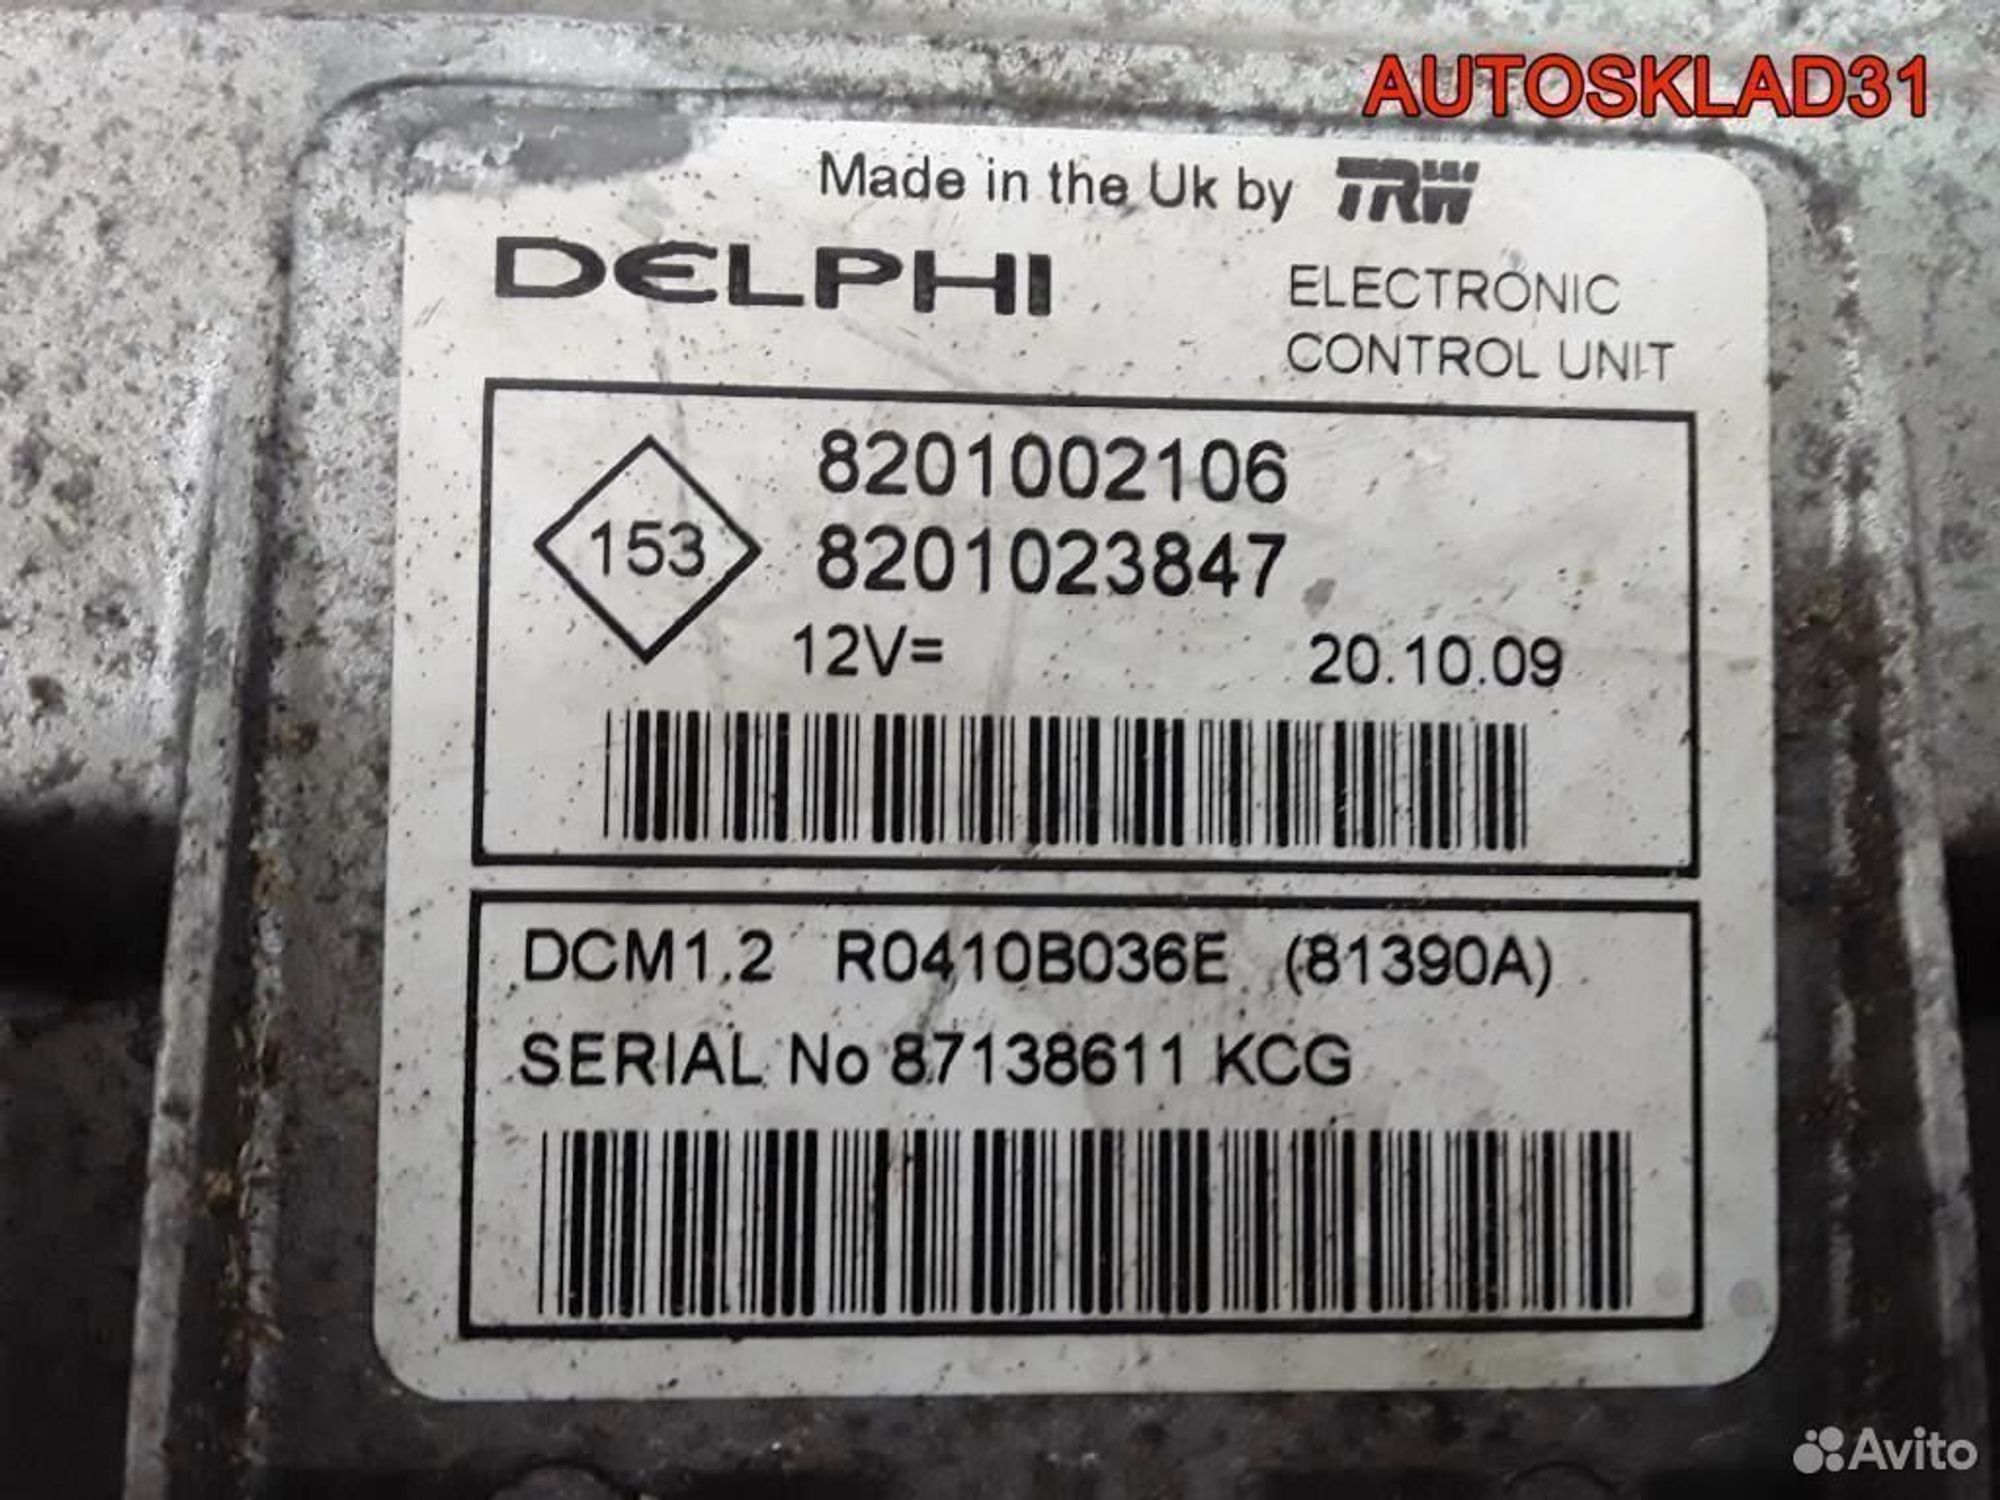 AUTOSKLAD31
Made in the Uk by TRW
DELPHI
ELECTRONIC
CONTROL UNIT
153
8201002106
8201023847
12V=
20.10.09
DCM1.2 R0410B036E (81390A)
SERIAL No 87138611 KCG
Avito